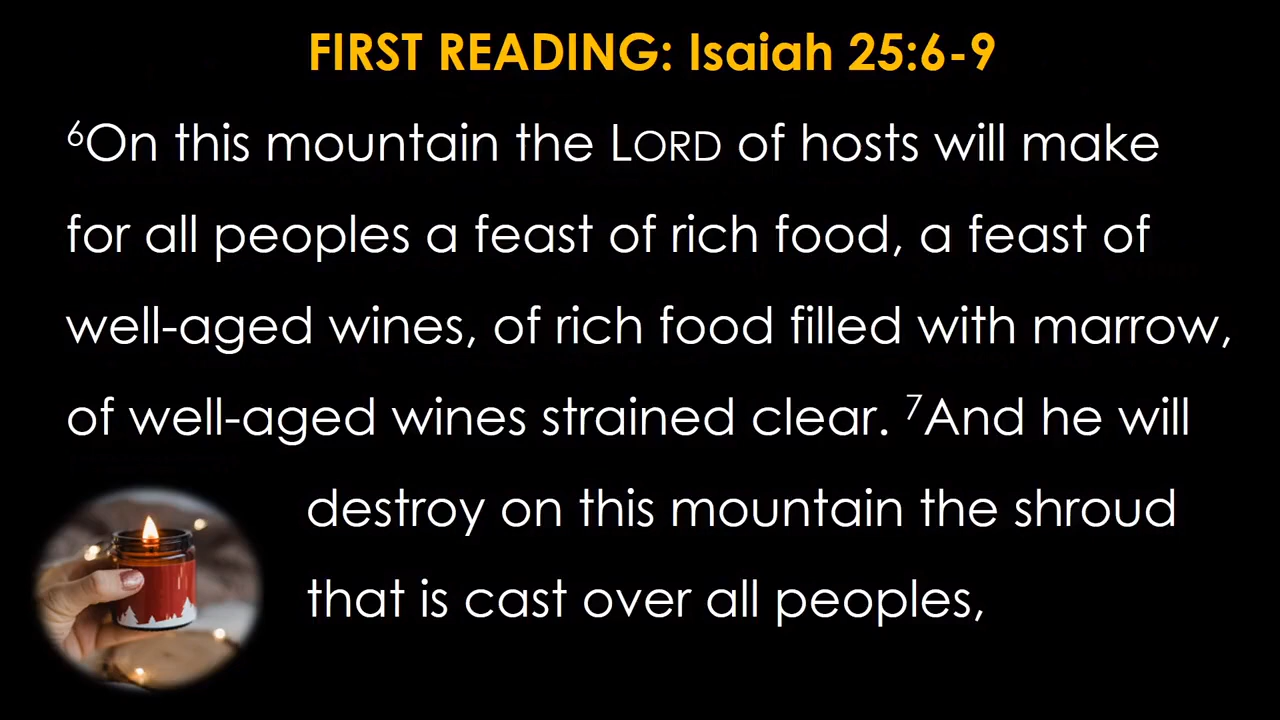 FIRST READING: Isaiah 25:6-9
⁶On this mountain the LORD of hosts will make
for all peoples a feast of rich food, a feast of
well-aged wines, of rich food filled with marrow,
of well-aged wines strained clear. ⁷And he will
destroy on this mountain the shroud
that is cast over all peoples,